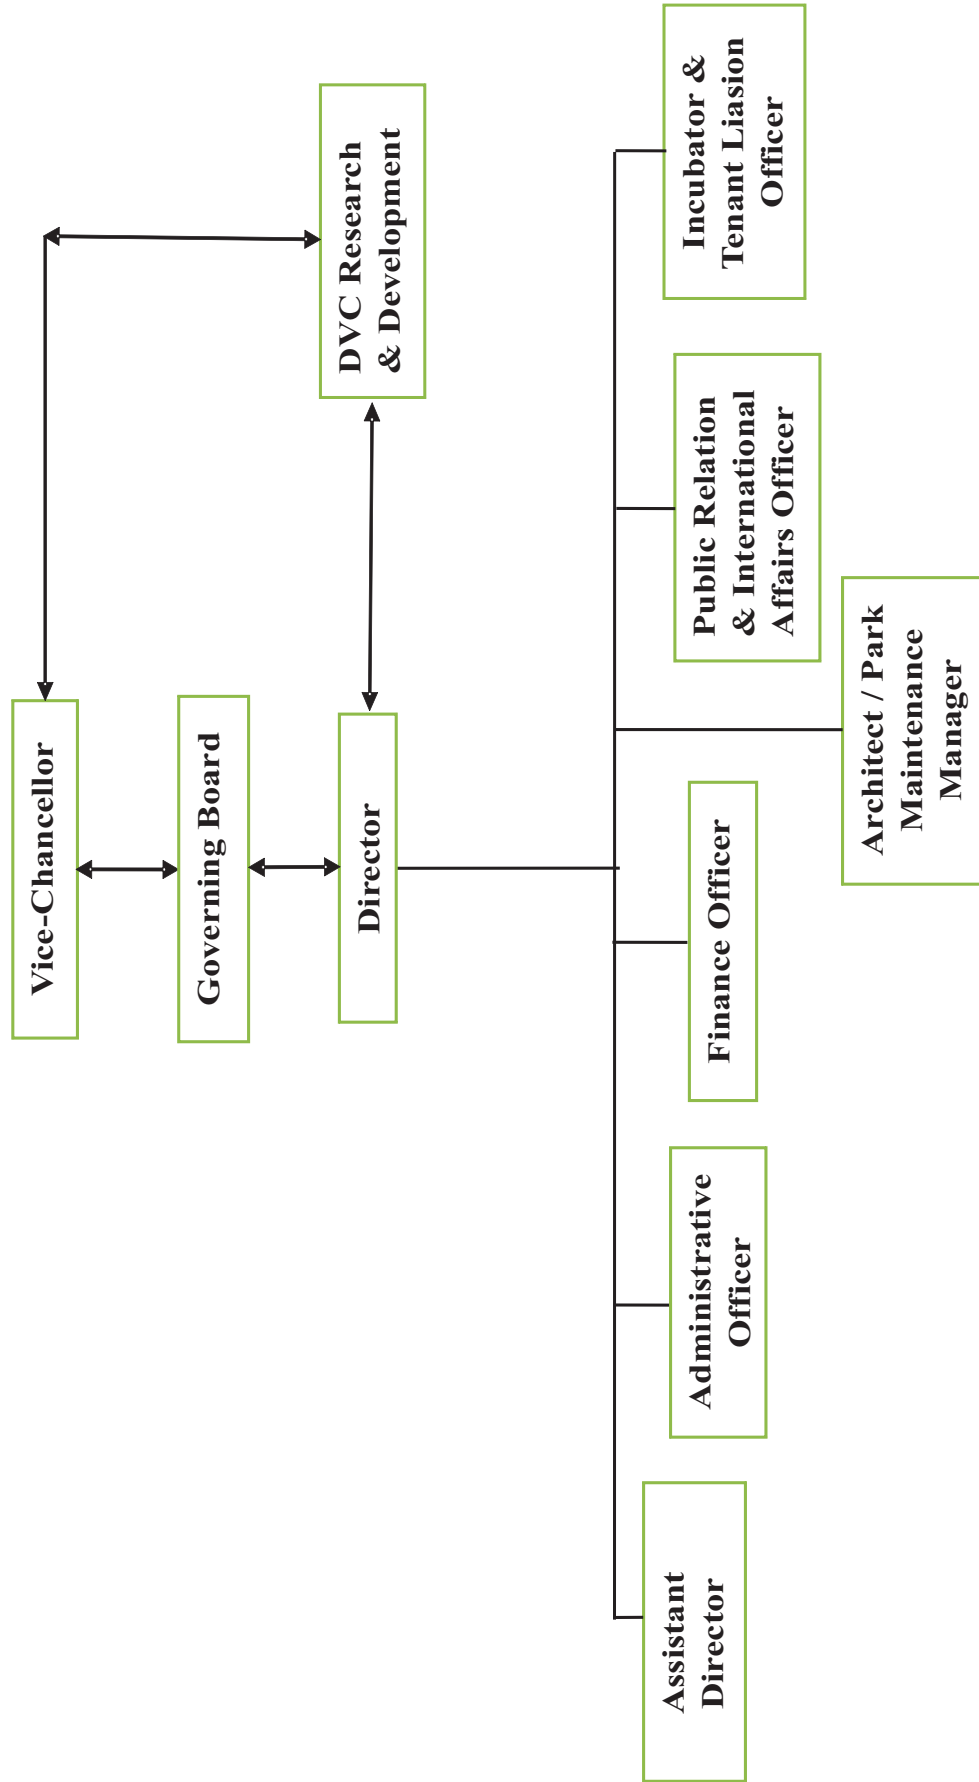 Vice-Chancellor
Governing Board
DVC Research
& Development
Director
Assistant
Director
Administrative
Officer
Finance Officer
Architect / Park
Maintenance
Manager
Public Relation
& International
Affairs Officer
Incubator &
Tenant Liasion
Officer